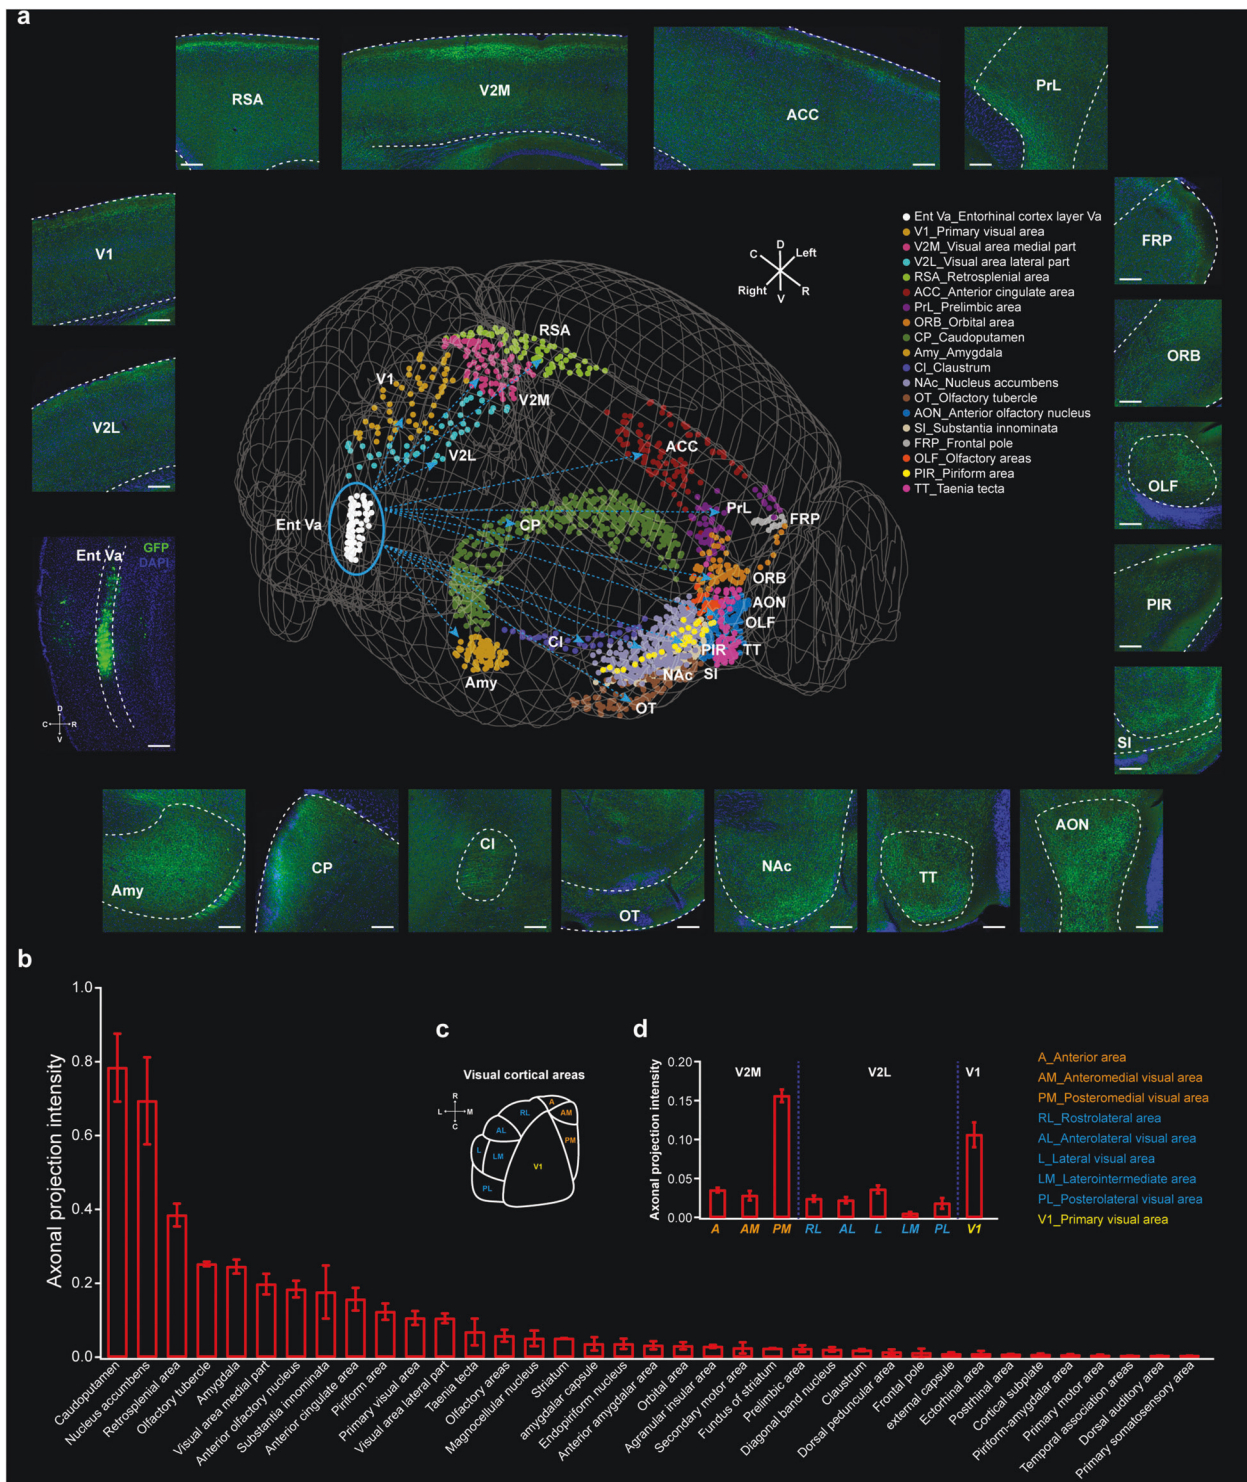 a
RSA
V2M
ACC
PrL
V1
V2L
Ent Va
GFP
DAPI
D
C
R
V
FRP
ORB
OLF
PIR
SI
D
C
Left
Right
R
V
Ent Va_Entorhinal cortex layer Va
V1_Primary visual area
V2M_Visual area medial part
V2L_Visual area lateral part
RSA_Retrosplenial area
ACC_Anterior cingulate area
PrL_Prelimbic area
ORB_Orbital area
CP_Caudoputamen
Amy_Amygdala
Cl_Claustrum
NAc_Nucleus accumbens
OT_Olfactory tubercle
AON_Anterior olfactory nucleus
SI_Substantia innominata
FRP_Frontal pole
OLF_Olfactory areas
PIR_Piriform area
TT_Taenia tecta
RSA
V1
V2M
V2L
ACC
Ent Va
CP
PrL
FRP
ORB
AON
OLF
Cl
PIR
TT
Amy
NAc
SI
OT
Amy
CP
Cl
OT
NAc
TT
AON
b
Axonal projection intensity
1.0
0.8
0.6
0.4
0.2
0.0
Caudoputamen
Nucleus accumbens
Retrosplenial area
Olfactory tubercle
Amygdala
Visual area medial part
Anterior olfactory nucleus
Substantia innominata
Anterior cingulate area
Piriform area
Primary visual area
Visual area lateral part
Taenia tecta
Olfactory areas
Magnocellular nucleus
Striatum
amygdalar capsule
Endopiriform nucleus
Anterior amygdalar area
Orbital area
Agranular insular area
Secondary motor area
Fundus of striatum
Prelimbic area
Diagonal band nucleus
Claustrum
Dorsal peduncular area
Frontal pole
external capsule
Ectorhinal area
Postrhinal area
Cortical subplate
Piriform-amygdalar area
Primary motor area
Temporal association areas
Dorsal auditory area
Primary somatosensory area
c
Visual cortical areas
R
L
M
C
RL
A
AM
AL
PM
L
LM
V1
PL
d
Axonal projection intensity
0.20
0.15
0.10
0.05
0.00
V2M
V2L
V1
A
AM
PM
RL
AL
L
LM
PL
V1
A_Anterior area
AM_Anteromedial visual area
PM_Posteromedial visual area
RL_Rostrolateral area
AL_Anterolateral visual area
L_Lateral visual area
LM_Laterointermediate area
PL_Posterolateral visual area
V1_Primary visual area